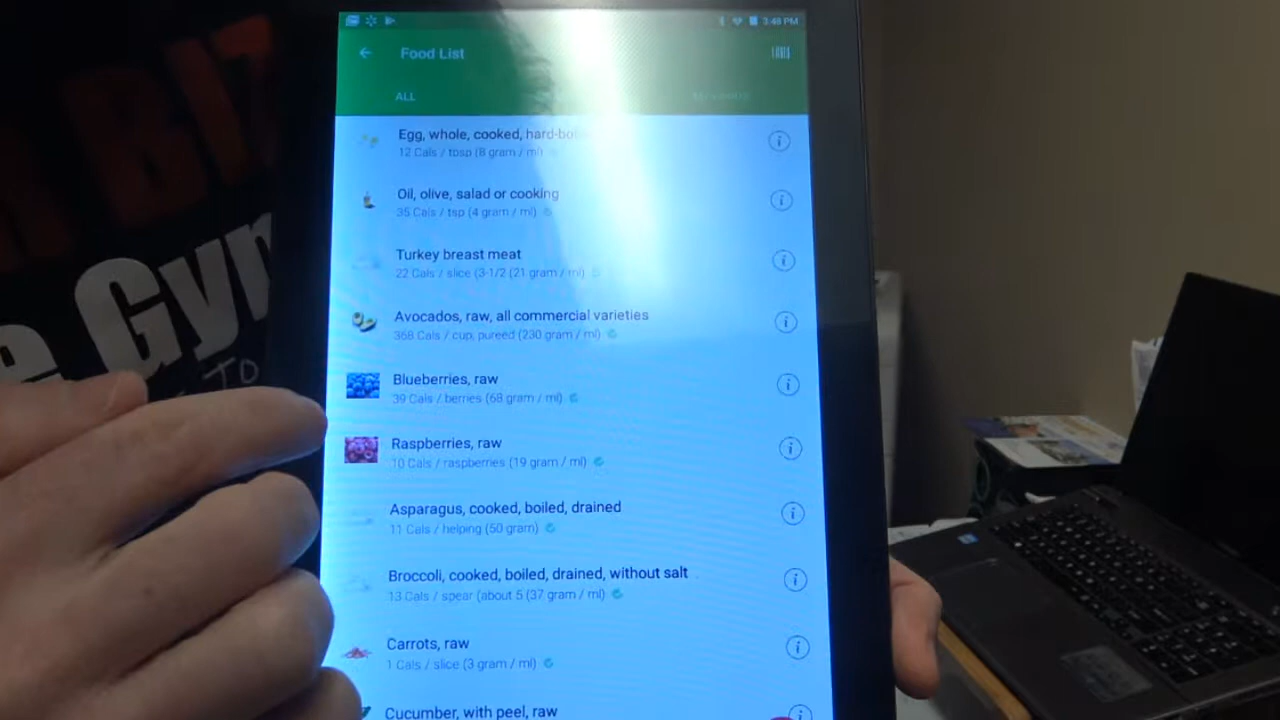 3:48 PM
Food List
ALL
Egg, whole, cooked, hard-bo
12 Cals / tbsp (8 gram / ml)
Oil, olive, salad or cooking
35 Cals / tsp (4 gram / ml)
Turkey breast meat
22 Cals / slice (3-1/2 (21 gram / ml)
Avocados, raw, all commercial varieties
368 Cals / cup, pureed (230 gram / ml)
Blueberries, raw
39 Cals / berries (68 gram / ml)
Raspberries, raw
10 Cals / raspberries (19 gram / ml)
Asparagus, cooked, boiled, drained
11 Cals / helping (50 gram)
Broccoli, cooked, boiled, drained, without salt
13 Cals / spear (about 5 (37 gram / ml)
Carrots, raw
1 Cals / slice (3 gram / ml)
Cucumber, with peel, raw
e Gyn
TO